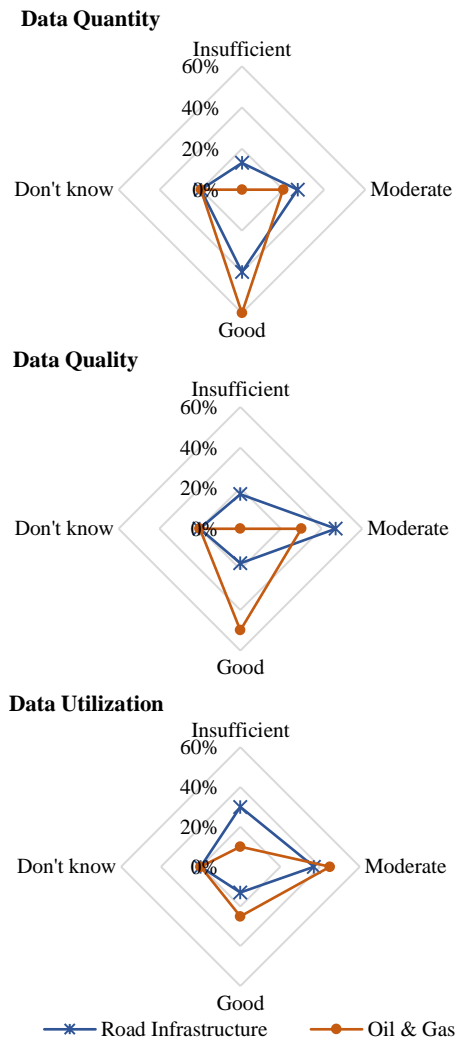 Data Quantity
Insufficient
60%
40%
20%
Don't know
0%
Moderate
Good
Data Quality
Insufficient
60%
40%
20%
Don't know
0%
Moderate
Good
Data Utilization
Insufficient
60%
40%
20%
Don't know
0%
Moderate
Good
Road Infrastructure
Oil & Gas